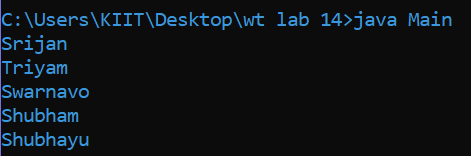 C:\Users\KIIT\Desktop\wt lab 14>java Main
Srijan
Triyam
Swarnavo
Shubham
Shubhayu